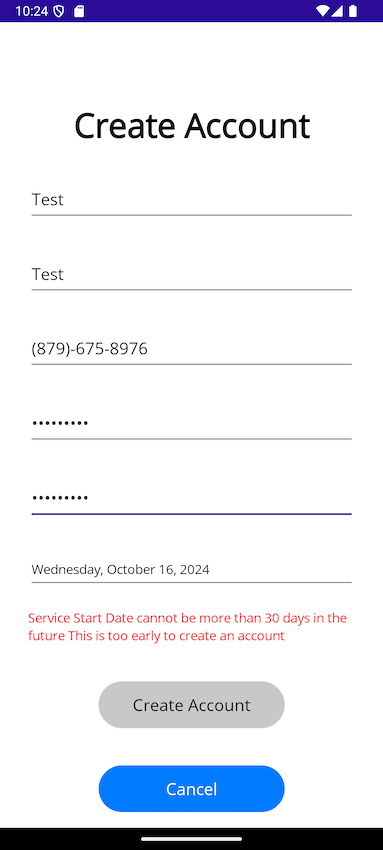 10:24
Create Account
Test
Test
(879)-675-8976
•••••••••
•••••••••
Wednesday, October 16, 2024
Service Start Date cannot be more than 30 days in the
future This is too early to create an account
Create Account
Cancel